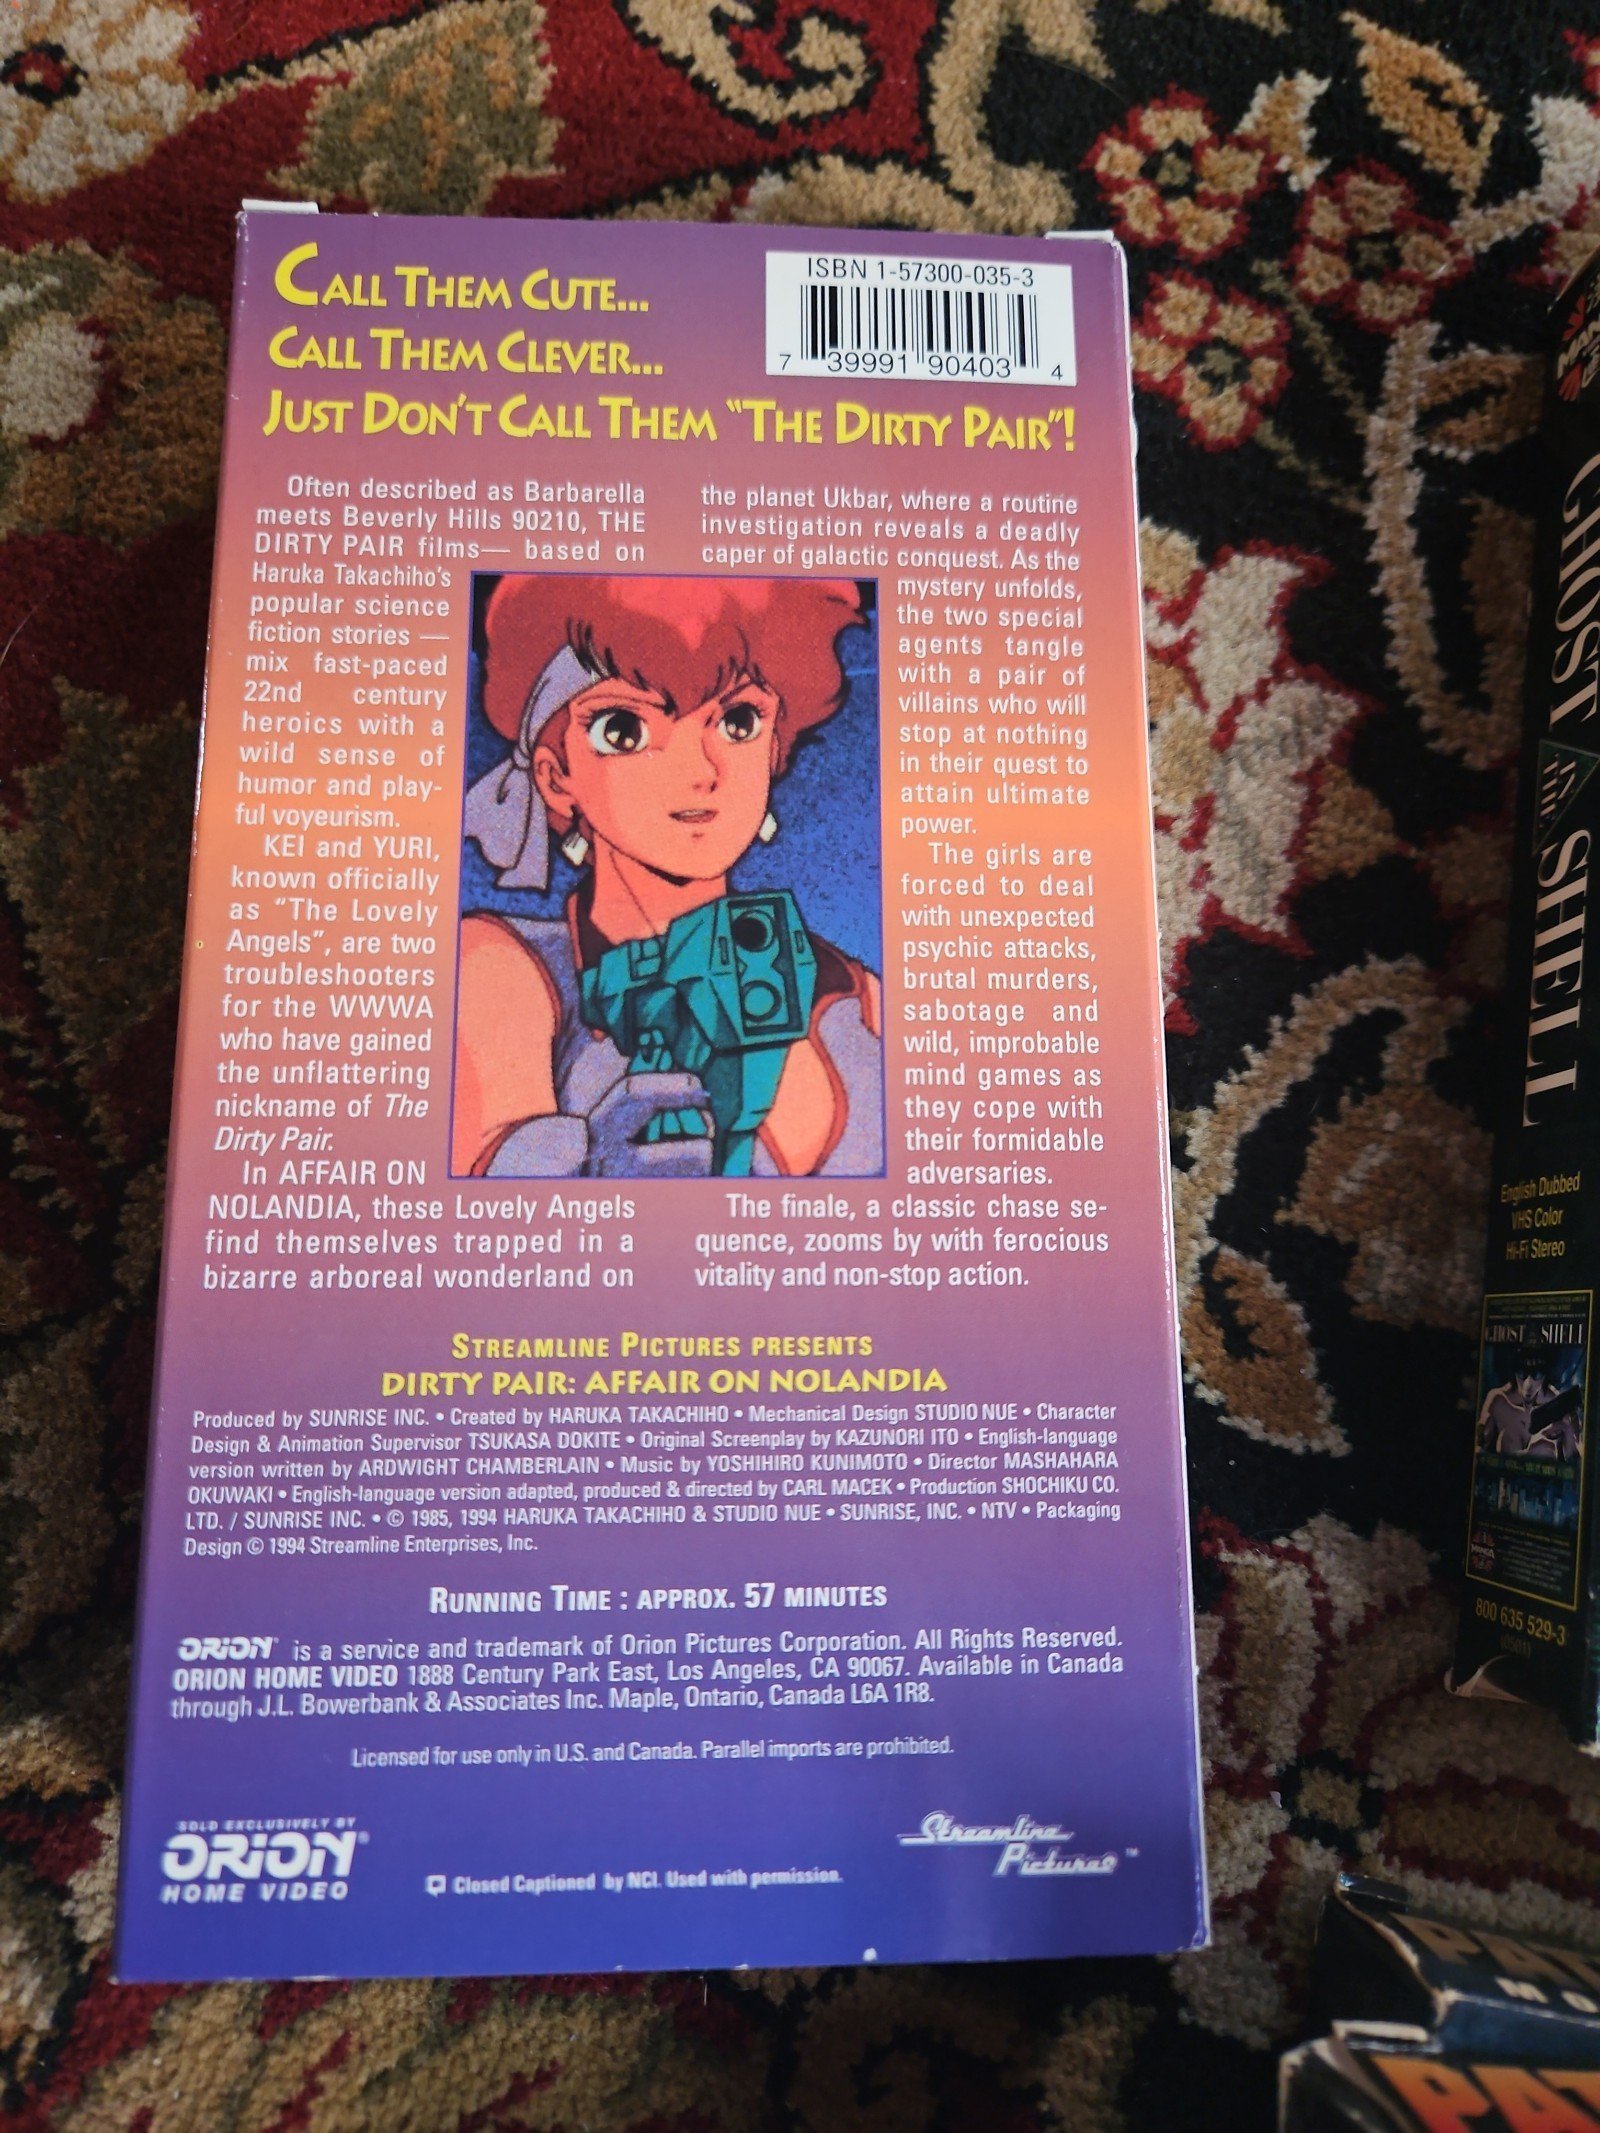 CALL THEM CUTE...
CALL THEM CLEVER...
JUST DON'T CALL THEM “THE DIRTY PAIR”!
ISBN 1-57300-035-3
7 39991 90403 4
Often described as Barbarella
meets Beverly Hills 90210, THE
DIRTY PAIR films— based on
Haruka Takachiho's
popular science
fiction stories —
mix fast-paced
22nd century
heroics with a
wild sense of
humor and play-
ful voyeurism.
KEI and YURI,
known officially
as “The Lovely
Angels”, are two
troubleshooters
for the WWWA
who have gained
the unflattering
nickname of The
Dirty Pair.
In AFFAIR ON
NOLANDIA, these Lovely Angels
find themselves trapped in a
bizarre arboreal wonderland on
the planet Ukbar, where a routine
investigation reveals a deadly
caper of galactic conquest. As the
mystery unfolds,
the two special
agents tangle
with a pair of
villains who will
stop at nothing
in their quest to
attain ultimate
power.
The girls are
forced to deal
with unexpected
psychic attacks,
brutal murders,
sabotage and
wild, improbable
mind games as
they cope with
their formidable
adversaries.
The finale, a classic chase se-
quence, zooms by with ferocious
vitality and non-stop action.
STREAMLINE PICTURES PRESENTS
DIRTY PAIR: AFFAIR ON NOLANDIA
Produced by SUNRISE INC. • Created by HARUKA TAKACHIHO • Mechanical Design STUDIO NUE • Character
Design & Animation Supervisor TSUKASA DOKITE • Original Screenplay by KAZUNORI ITO • English-language
version written by ARDWIGHT CHAMBERLAIN • Music by YOSHIHIRO KUNIMOTO • Director MASHAHARA
OKUWAKI • English-language version adapted, produced & directed by CARL MACEK • Production SHOCHIKU CO.
LTD. / SUNRISE INC. • © 1985, 1994 HARUKA TAKACHIHO & STUDIO NUE • SUNRISE, INC. • NTV • Packaging
Design © 1994 Streamline Enterprises, Inc.
RUNNING TIME : APPROX. 57 MINUTES
ORION® is a service and trademark of Orion Pictures Corporation. All Rights Reserved.
ORION HOME VIDEO 1888 Century Park East, Los Angeles, CA 90067. Available in Canada
through J.L. Bowerbank & Associates Inc. Maple, Ontario, Canada L6A 1R8.
Licensed for use only in U.S. and Canada. Parallel imports are prohibited.
SOLD EXCLUSIVELY BY
ORION®
HOME VIDEO
Closed Captioned by NCI. Used with permission.
Streamline
Pictures ™
GHOST IN THE SHELL
English Dubbed
VHS Color
Hi-Fi Stereo
GHOST IN THE SHELL
MANGA
800 635 529-3
PAT
PAT